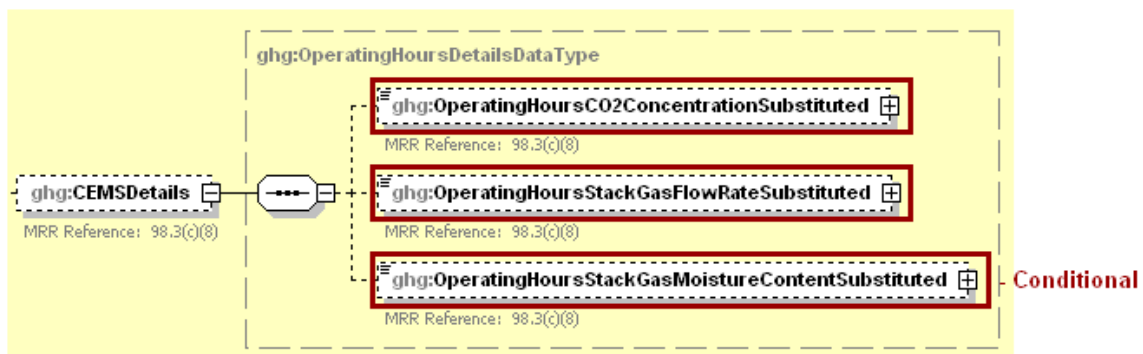 ghg:OperatingHoursDetailsDataType
ghg:OperatingHoursCO2ConcentrationSubstituted
MRR Reference: 98.3(c)(8)
ghg:CEMSDetails
MRR Reference: 98.3(c)(8)
ghg:OperatingHoursStackGasFlowRateSubstituted
MRR Reference: 98.3(c)(8)
ghg:OperatingHoursStackGasMoistureContentSubstituted
Conditional
MRR Reference: 98.3(c)(8)